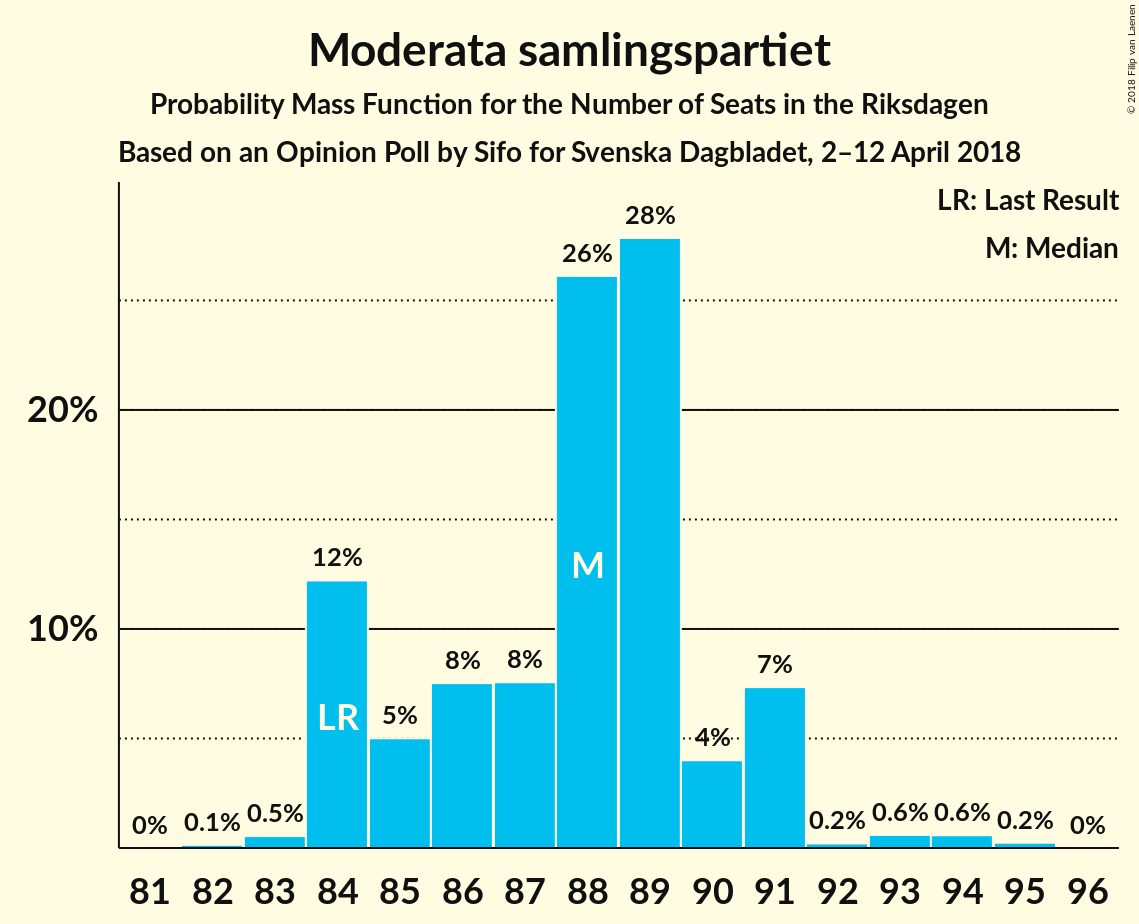 Moderata samlingspartiet
Probability Mass Function for the Number of Seats in the Riksdagen
Based on an Opinion Poll by Sifo for Svenska Dagbladet, 2–12 April 2018
© 2018 Filip van Laenen
LR: Last Result
M: Median
20%
10%
0%
0.1%
0.5%
12%
5%
8%
8%
26%
28%
4%
7%
0.2%
0.6%
0.6%
0.2%
0%
LR
M
81 82 83 84 85 86 87 88 89 90 91 92 93 94 95 96